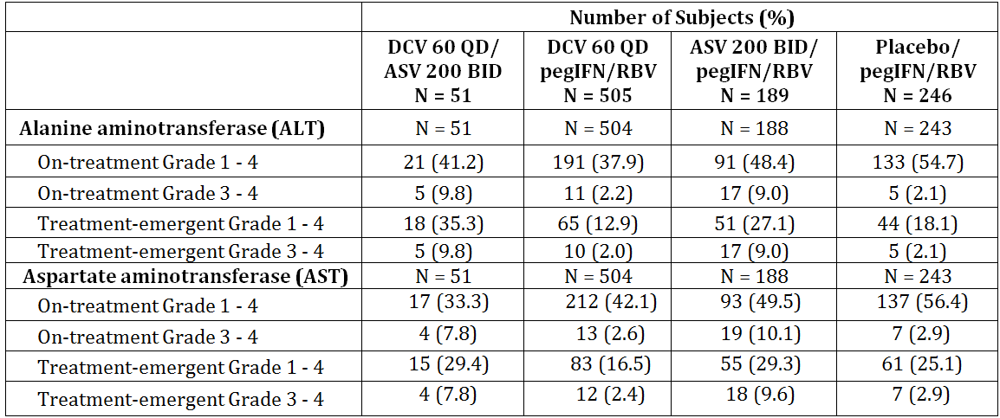 Number of Subjects (%)
DCV 60 QD/ ASV 200 BID N = 51 DCV 60 QD pegIFN/RBV N = 505 ASV 200 BID/ pegIFN/RBV N = 189 Placebo/ pegIFN/RBV N = 246
Alanine aminotransferase (ALT) N = 51 N = 504 N = 188 N = 243
On-treatment Grade 1 - 4 21 (41.2) 191 (37.9) 91 (48.4) 133 (54.7)
On-treatment Grade 3 - 4 5 (9.8) 11 (2.2) 17 (9.0) 5 (2.1)
Treatment-emergent Grade 1 - 4 18 (35.3) 65 (12.9) 51 (27.1) 44 (18.1)
Treatment-emergent Grade 3 - 4 5 (9.8) 10 (2.0) 17 (9.0) 5 (2.1)
Aspartate aminotransferase (AST) N = 51 N = 504 N = 188 N = 243
On-treatment Grade 1 - 4 17 (33.3) 212 (42.1) 93 (49.5) 137 (56.4)
On-treatment Grade 3 - 4 4 (7.8) 13 (2.6) 19 (10.1) 7 (2.9)
Treatment-emergent Grade 1 - 4 15 (29.4) 83 (16.5) 55 (29.3) 61 (25.1)
Treatment-emergent Grade 3 - 4 4 (7.8) 12 (2.4) 18 (9.6) 7 (2.9)